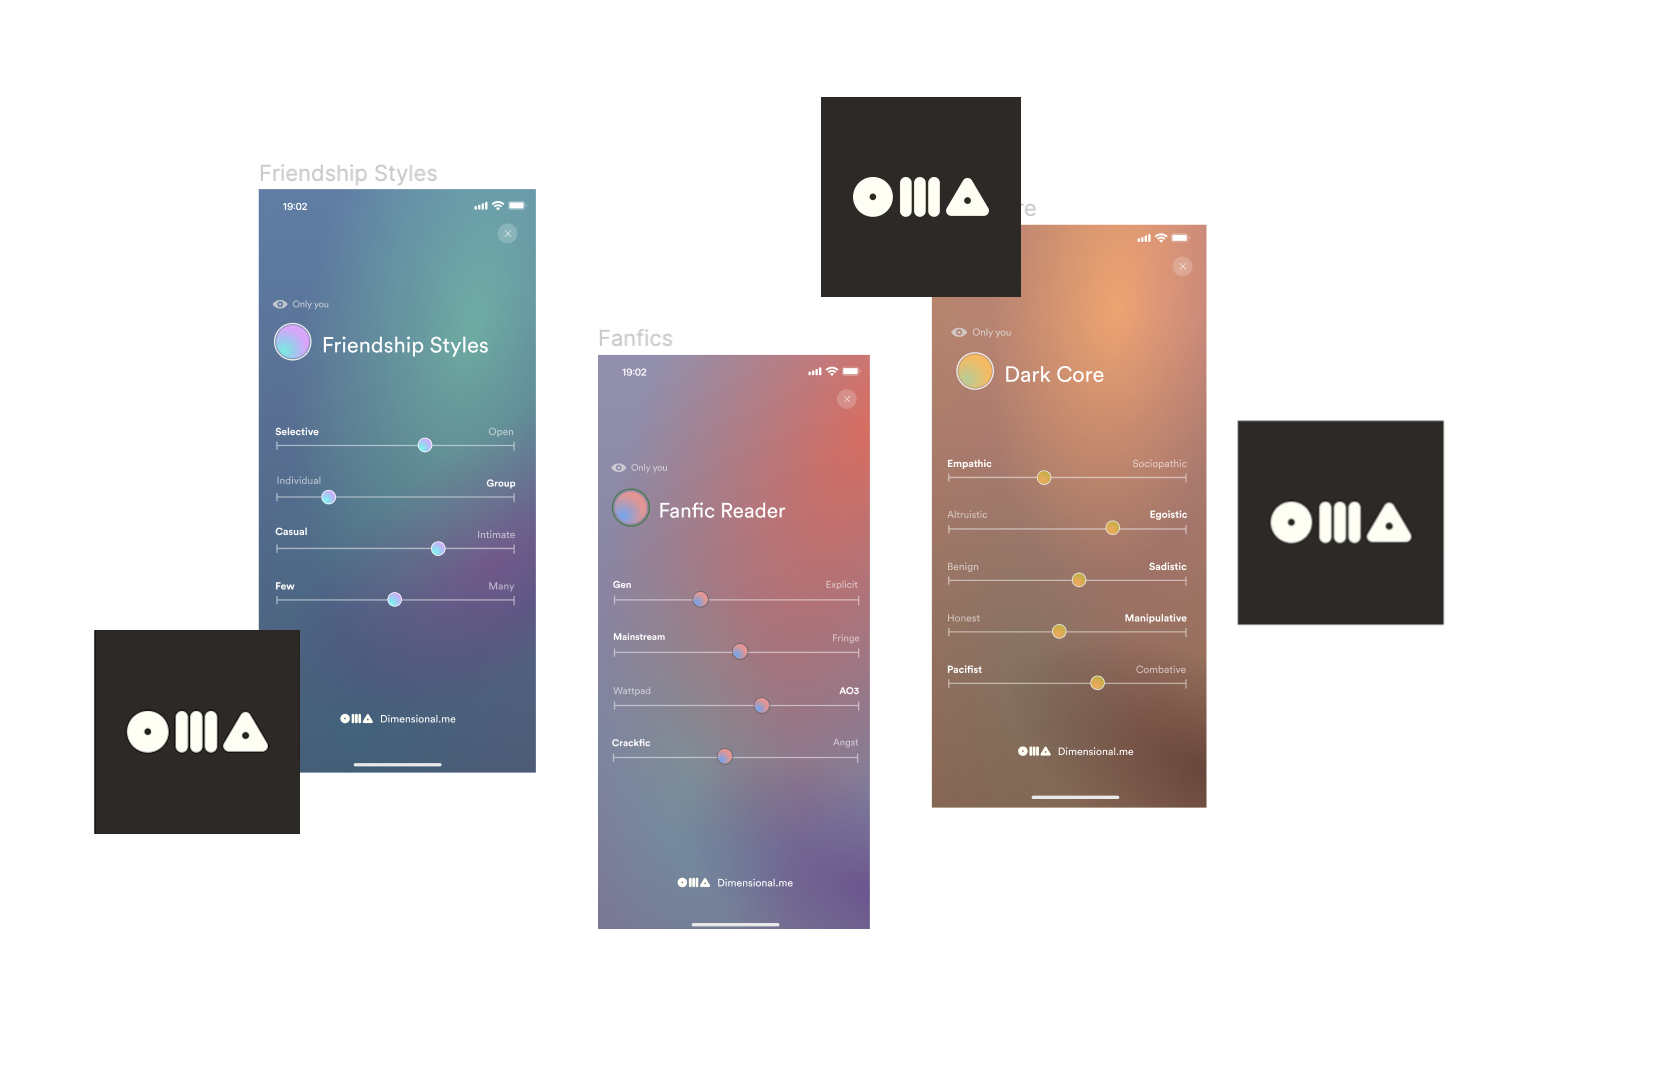 Friendship Styles
19:02
Only you
Friendship Styles
Selective Open
Individual Group
Casual Intimate
Few Many
Dimensional.me
Fanfics
19:02
Only you
Fanfic Reader
Gen Explicit
Mainstream Fringe
Wattpad AO3
Crackfic Angst
Dimensional.me
re
Only you
Dark Core
Empathic Sociopathic
Altruistic Egoistic
Benign Sadistic
Honest Manipulative
Pacifist Combative
Dimensional.me